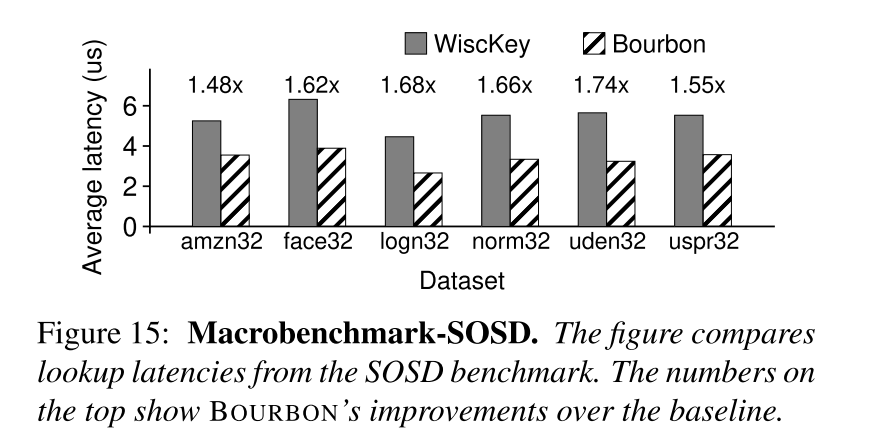 WiscKey Bourbon
Average latency (us)
1.48x 1.62x 1.68x 1.66x 1.74x 1.55x
6
4
2
0
amzn32 face32 logn32 norm32 uden32 uspr32
Dataset
Figure 15: Macrobenchmark-SOSD. The figure compares
lookup latencies from the SOSD benchmark. The numbers on
the top show BOURBON’s improvements over the baseline.